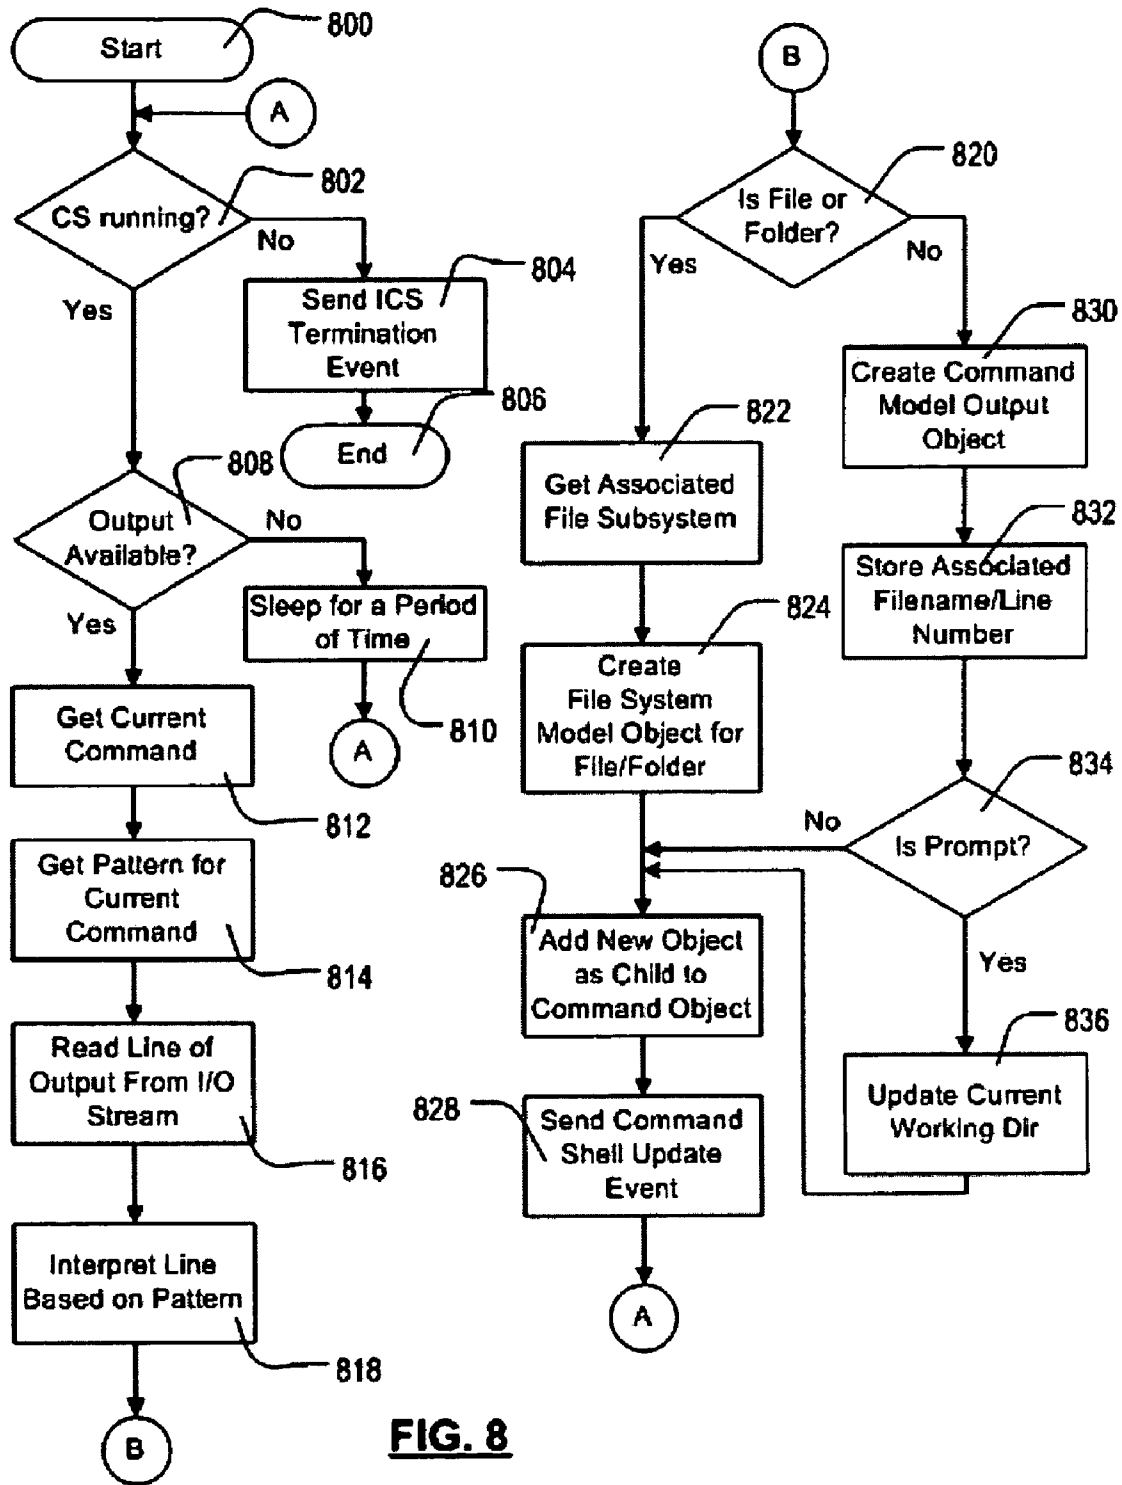 Start
800
A
CS running?
802
No
Yes
Send ICS
Termination
Event
804
End
806
Output
Available?
808
No
Yes
Sleep for a Period
of Time
810
A
Get Current
Command
812
Get Pattern for
Current
Command
814
Read Line of
Output From I/O
Stream
816
Interpret Line
Based on Pattern
818
B
B
Is File or
Folder?
820
Yes
No
Get Associated
File Subsystem
822
Create
File System
Model Object for
File/Folder
824
Create Command
Model Output
Object
830
Store Associated
Filename/Line
Number
832
Is Prompt?
834
No
Yes
Update Current
Working Dir
836
Add New Object
as Child to
Command Object
826
Send Command
Shell Update
Event
828
A
FIG. 8